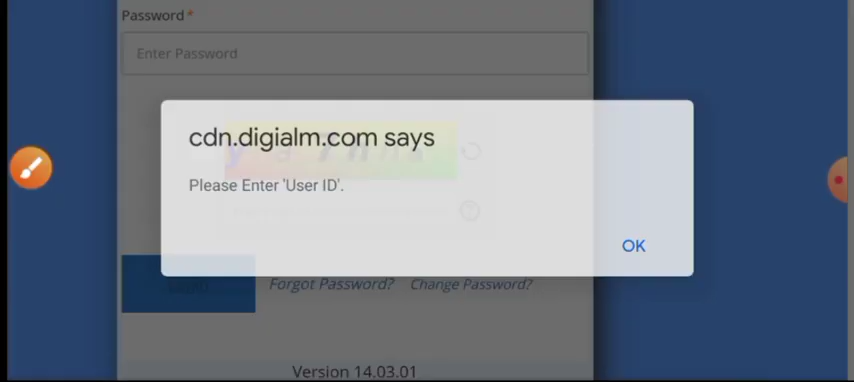 Password *
Enter Password
cdn.digialm.com says
Please Enter 'User ID'.
OK
Forgot Password? Change Password?
Version 14.03.01